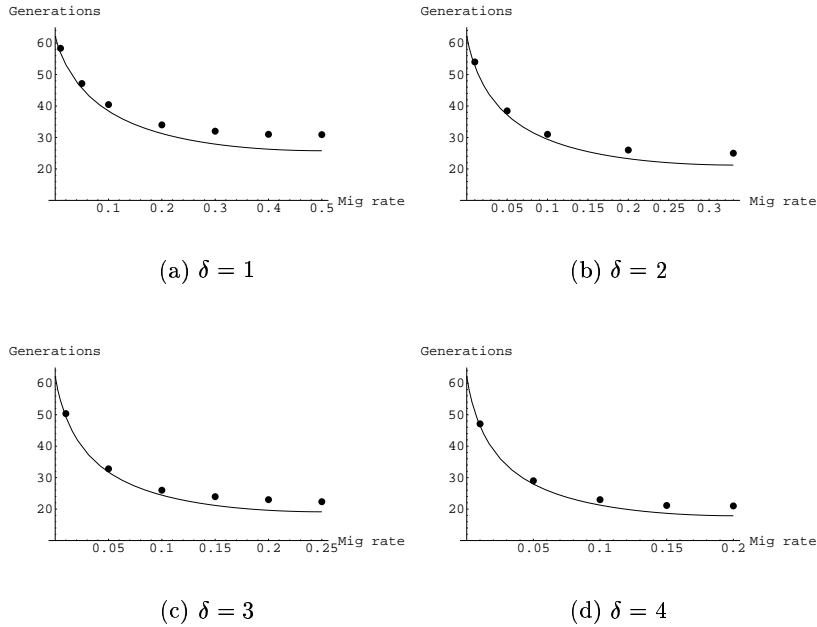 Generations
60
50
40
30
20
0.1 0.2 0.3 0.4 0.5 Mig rate
(a) δ = 1
Generations
60
50
40
30
20
0.05 0.1 0.15 0.2 0.25 0.3 Mig rate
(b) δ = 2
Generations
60
50
40
30
20
0.05 0.1 0.15 0.2 0.25 Mig rate
(c) δ = 3
Generations
60
50
40
30
20
0.05 0.1 0.15 0.2 Mig rate
(d) δ = 4